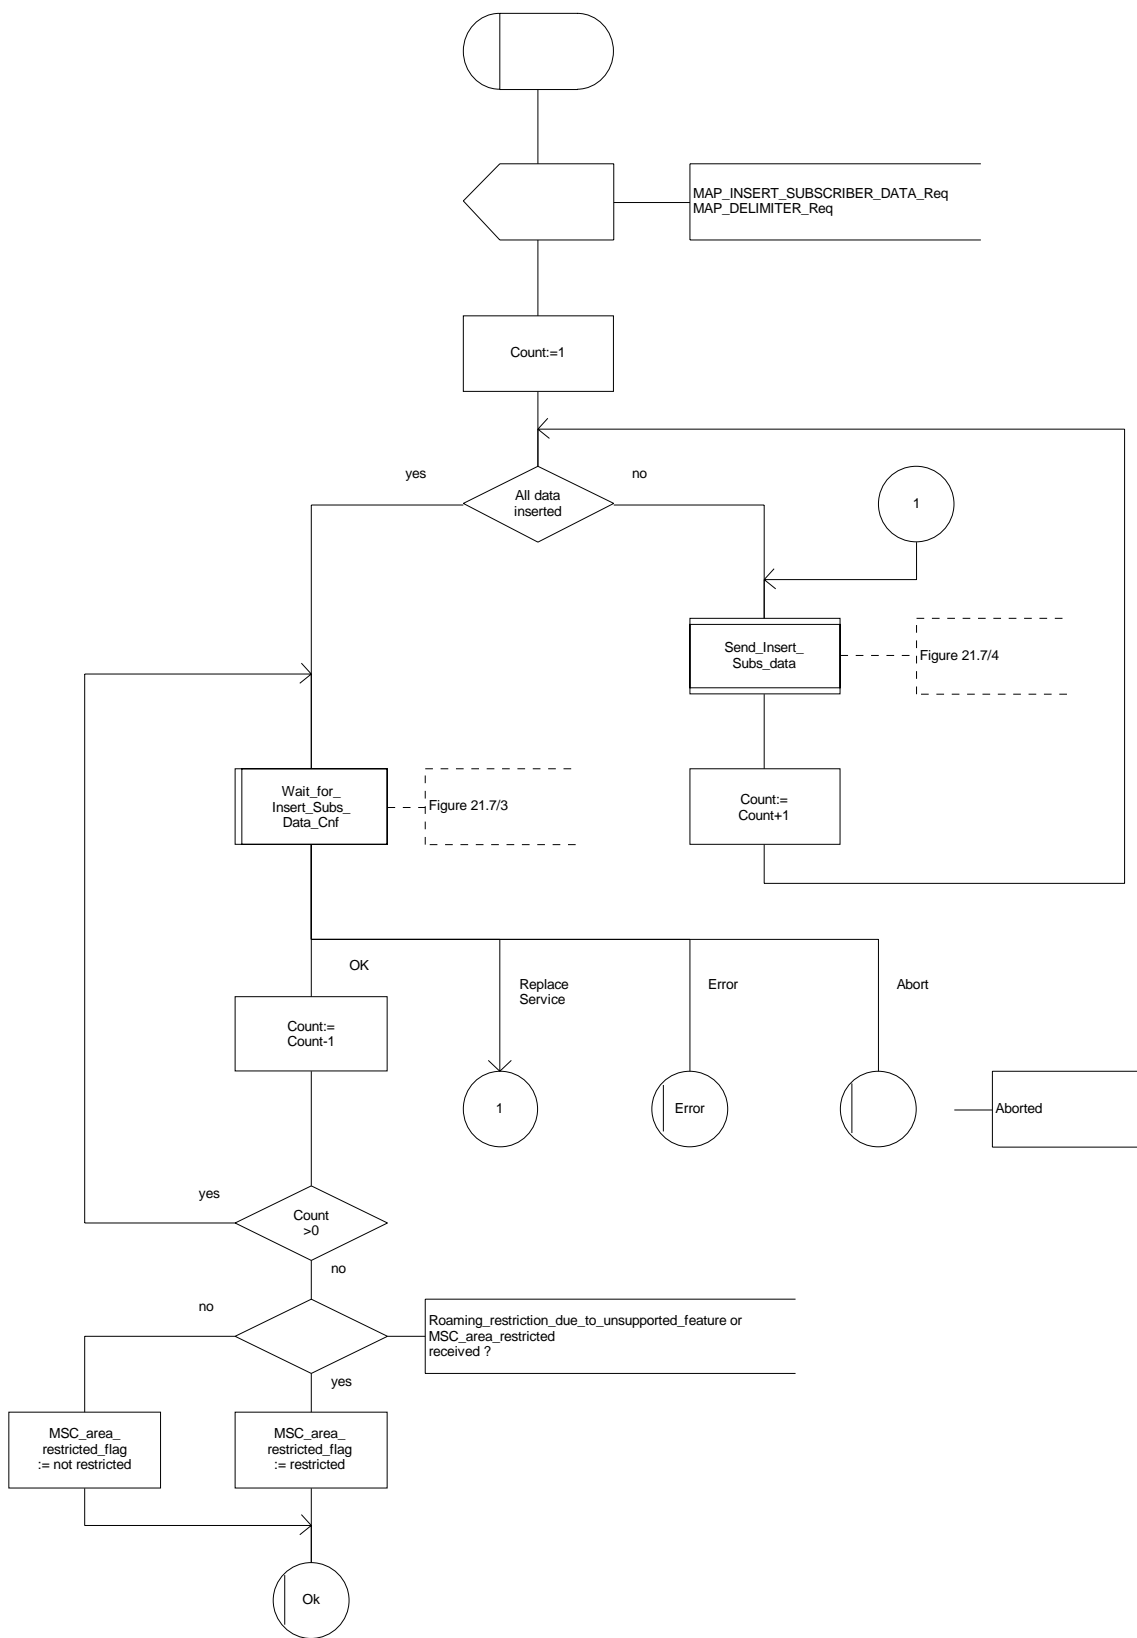 MAP_INSERT_SUBSCRIBER_DATA_Req
MAP_DELIMITER_Req
Count:=1
yes
no
All data
inserted
1
Send_Insert_
Subs_data
Figure 21.7/4
Wait_for_
Insert_Subs_
Data_Cnf
Figure 21.7/3
Count:=
Count+1
OK
Replace
Service
Error
Abort
Count:=
Count-1
1
Error
Aborted
yes
Count
>0
no
no
Roaming_restriction_due_to_unsupported_feature or
MSC_area_restricted
received ?
yes
MSC_area_
restricted_flag
:= not restricted
MSC_area_
restricted_flag
:= restricted
Ok